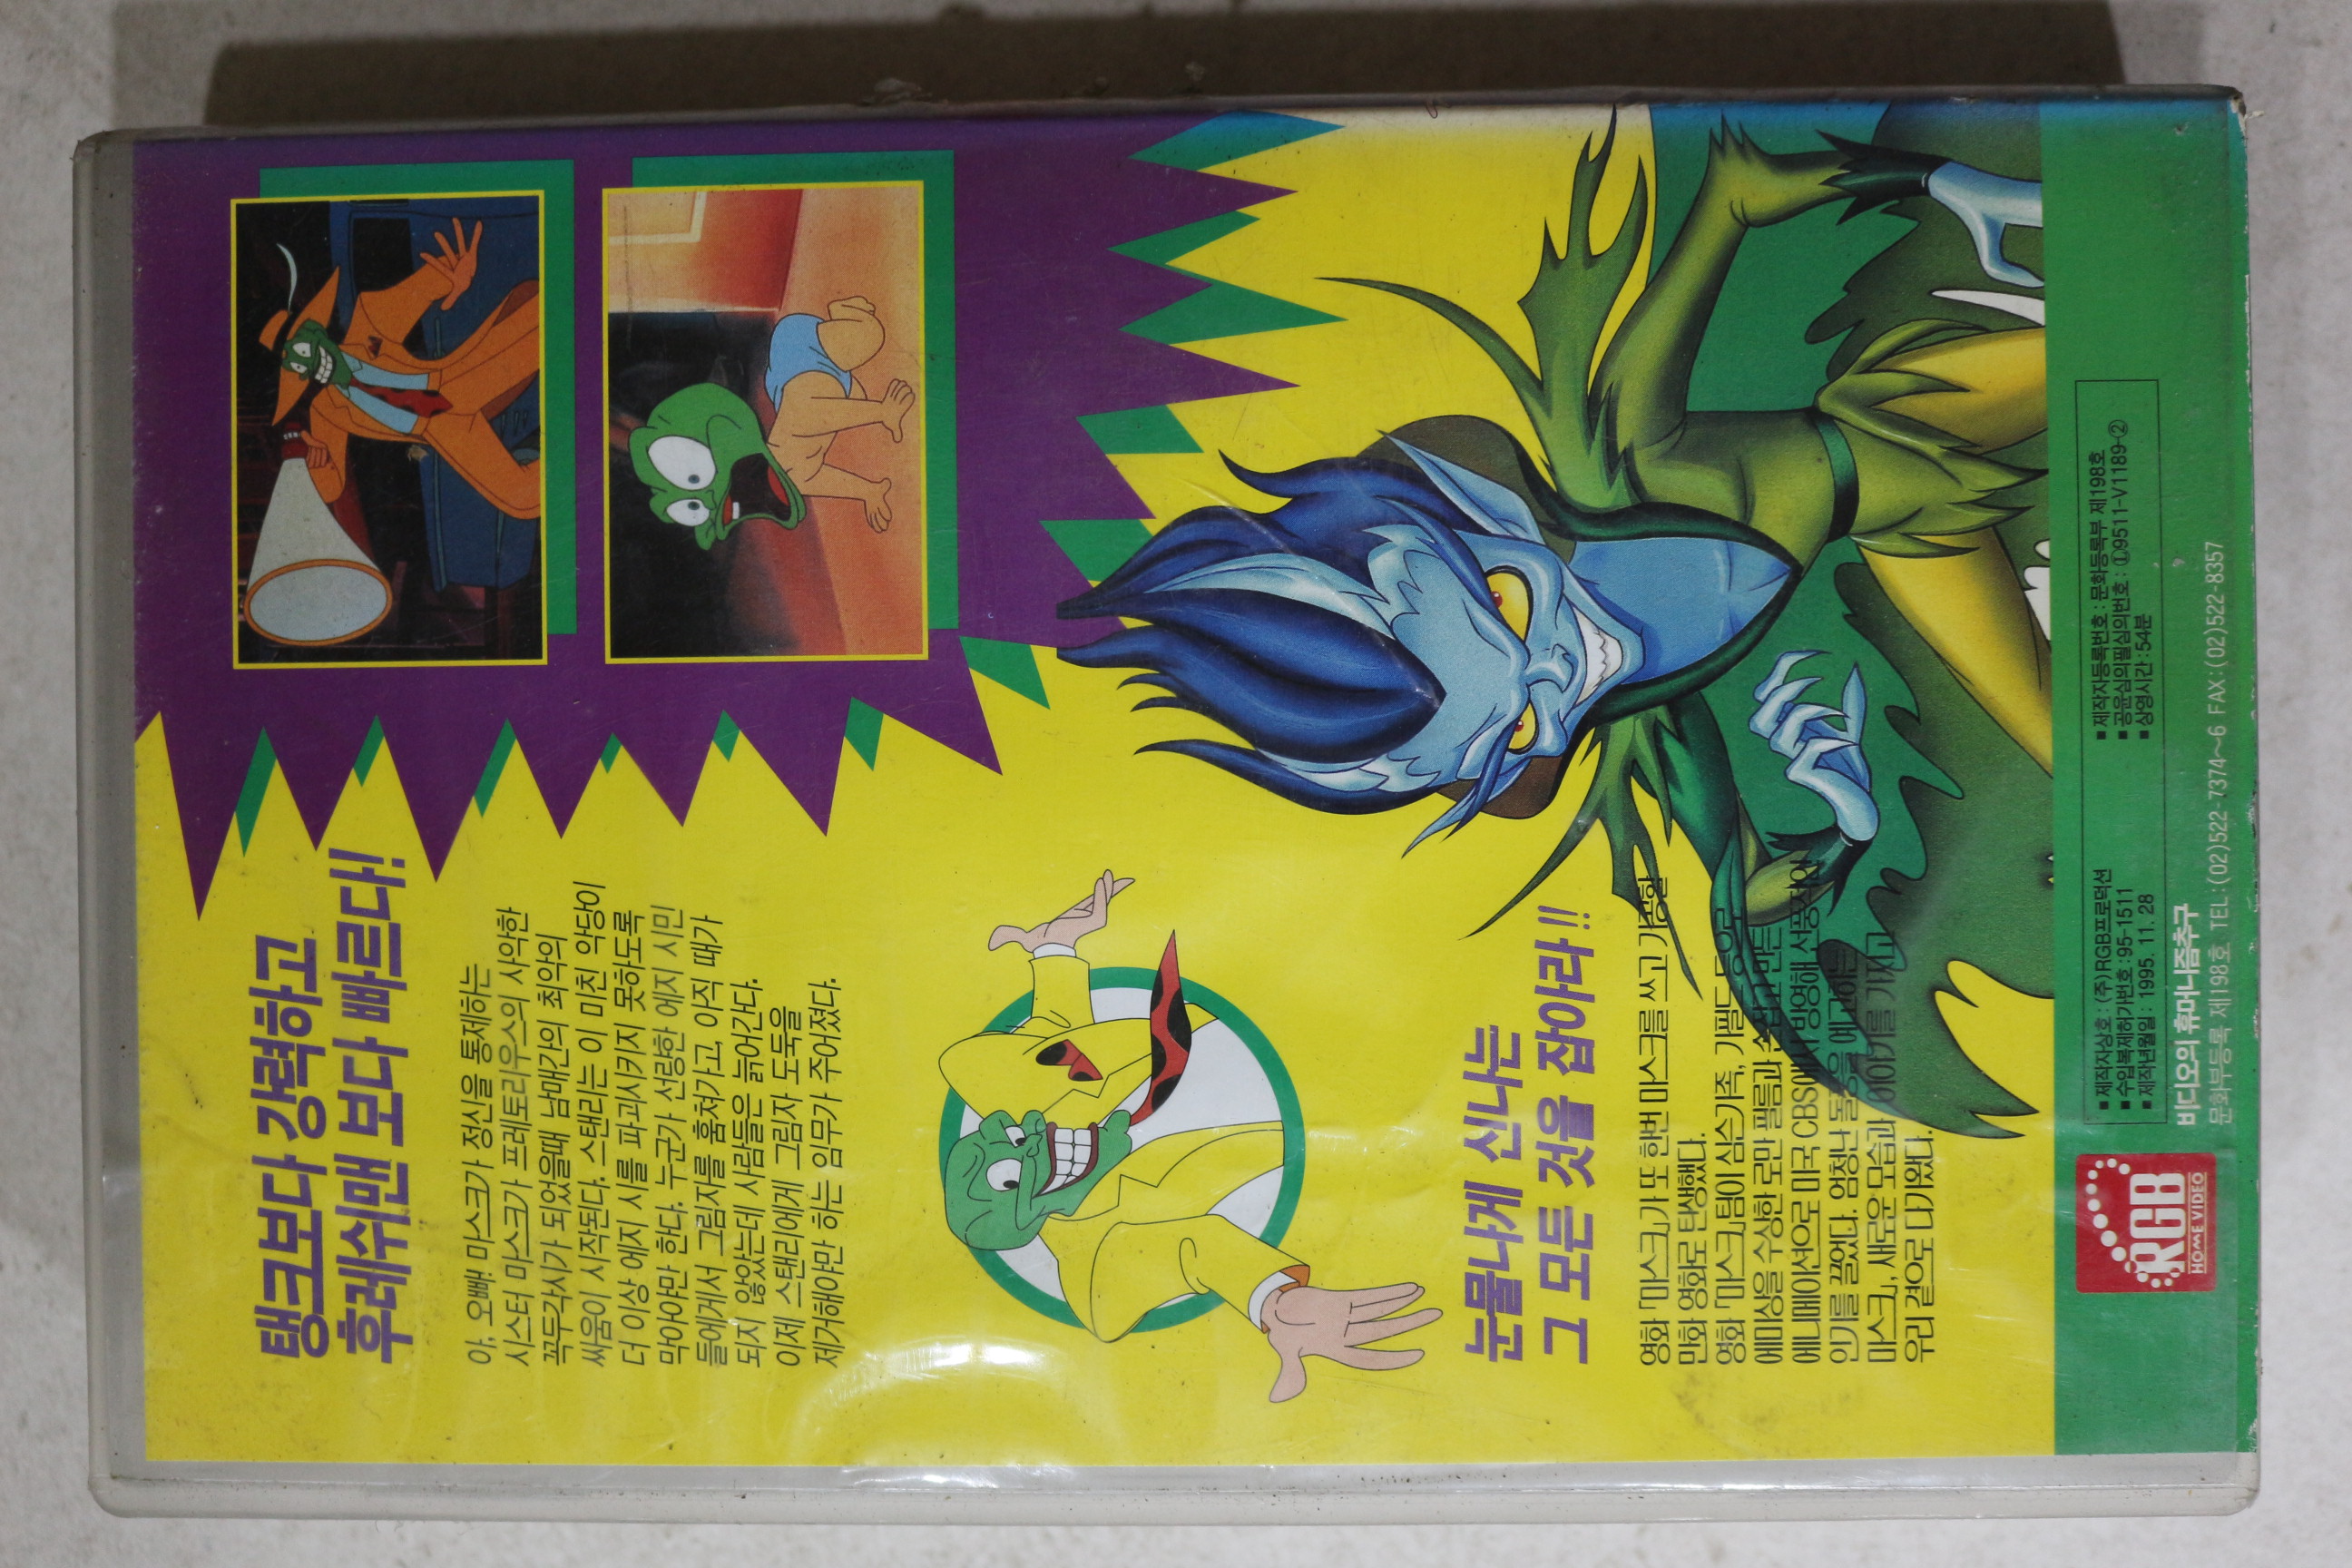 탱크보다 강력하고
후레쉬맨 보다 빠르다!
아, 오빠! 마스크가 정신을 통제하는
시스터 마스크가 프레토리우스의 사악한
꼭두각시가 되었을때 남매간의 최악의
싸움이 시작된다. 스탠리는 이 미친 악당이
더 이상 에지 시를 파괴시키지 못하도록
막아야만 한다. 누군가 선량한 에지 시민
들에게서 그림자를 훔쳐가고, 아직 때가
되지 않았는데 사람들은 늙어간다.
이제 스탠리에게 그림자 도둑을
제거해야만 하는 임무가 주어졌다.
눈물나게 신나는
그 모든 것을 잡아라!!
영화 「마스크」가 또 한번 마스크를 쓰고 가공할
만화 영화로 탄생했다.
영화 「마스크」팀이 심슨가족, 가필드 등으로
에미상을 수상한 로만 필름과 손잡고 만든
애니메이션으로 미국 CBS에서 방영해 선풍적인
인기를 끌었다. 엄청난 돌풍을 예고하는
마스크」, 새로운 모습과 이야기를 가지고
우리 곁으로 다가왔다.
RGB
HOME VIDEO
■ 제작자상호 : (주)RGB프로덕션
■ 수입복제허가번호 : 95-1511
■ 제작년월일 : 1995. 11. 28
■ 제작자등록번호 : 문화등록부 제198호
■ 공윤심의필심의번호 : Ⓛ9511-V1189-②
■ 상영시간 : 54분
비디오의 휴머니즘추구
문화부등록 제198호 TEL:(02)522-7374~6 FAX:(02)522-8357